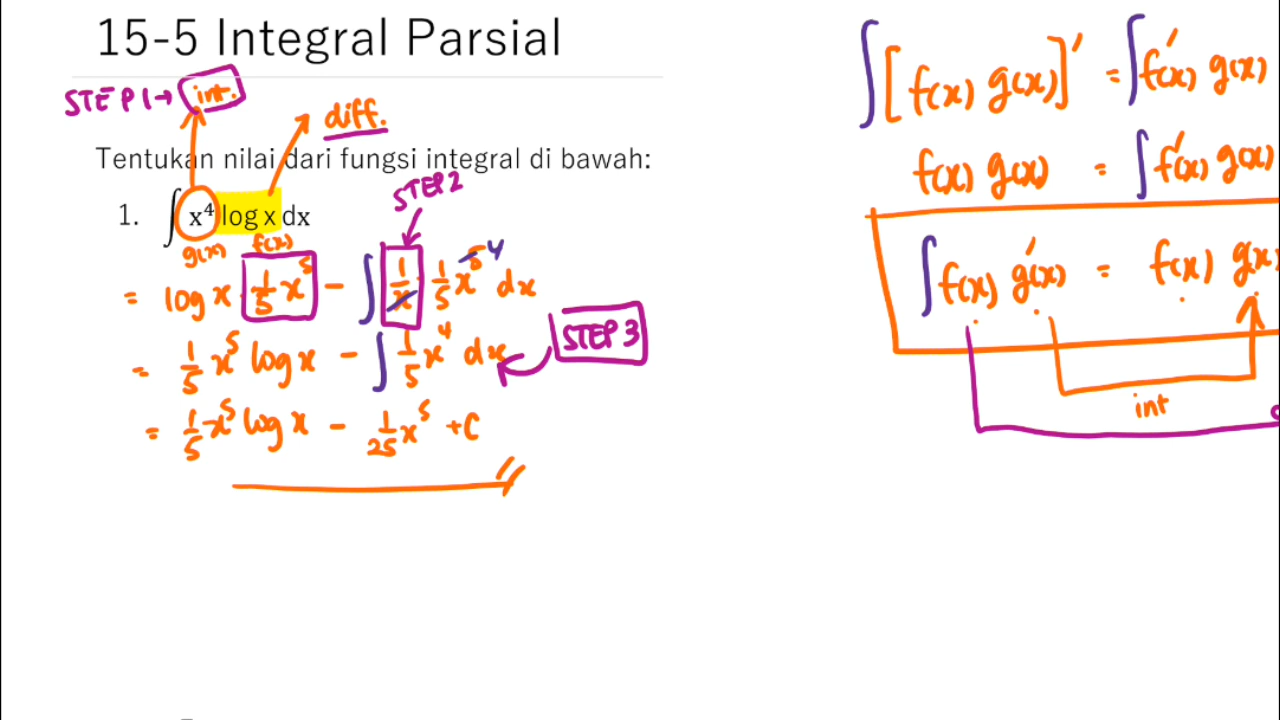 15-5 Integral Parsial
STEP 1 → int.
diff.
Tentukan nilai dari fungsi integral di bawah:
STEP 2
1. ∫ x⁴ log x dx
g(x) f(x)
= log x · 1/5 x⁵ - ∫ 1/x 1/5 x⁵ ⁴ dx
STEP 3
= 1/5 x⁵ log x - ∫ 1/5 x⁴ dx
= 1/5 x⁵ log x - 1/25 x⁵ + C
∫ [f(x) g(x)]' = ∫ f'(x) g(x)
f(x) g(x) = ∫ f'(x) g(x)
∫ f(x) g'(x) = f(x) g(x)
int